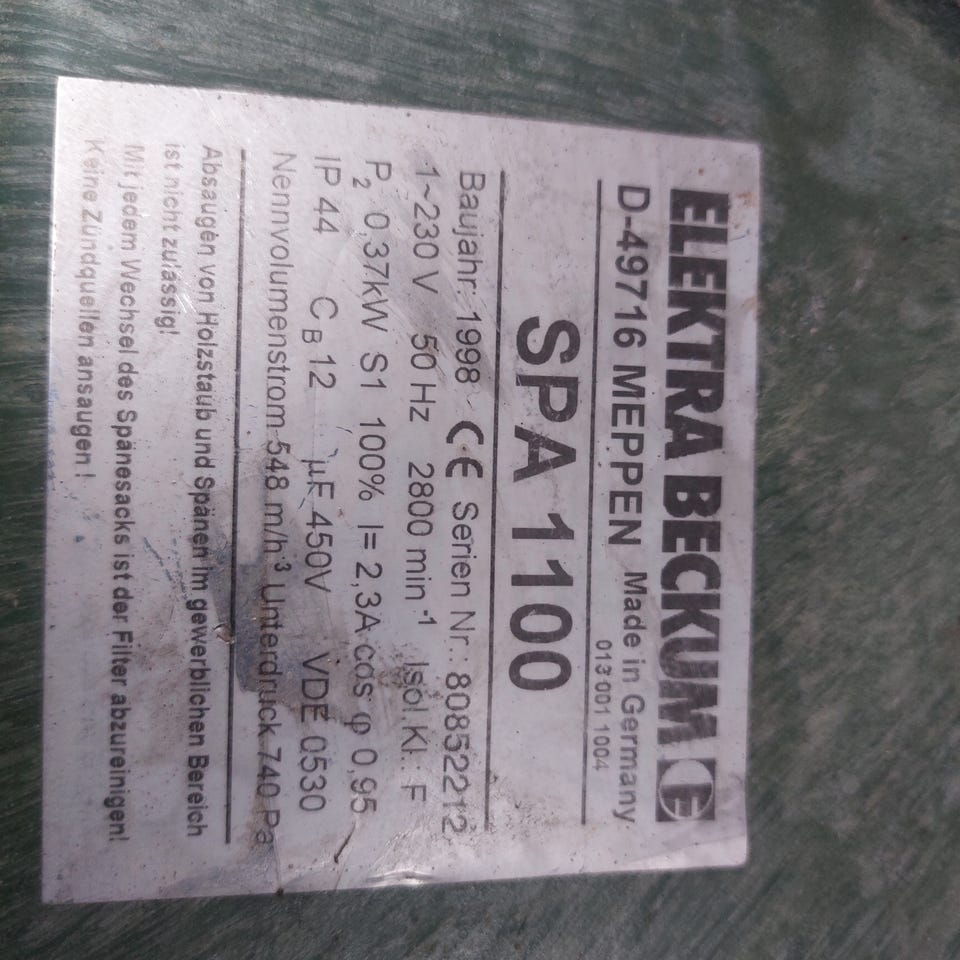 ELEKTRA BECKUM E
D-49716 MEPPEN Made in Germany
013 001 1004
SPA 1100
Baujahr: 1998 CE Serien Nr.: 80852212
1~230 V 50 Hz 2800 min⁻¹ Isol.Kl.: F
P₂ 0,37kW S1 100% I= 2,3A cos φ 0,95
IP 44 C_B 12 µF 450V VDE 0530
Nennvolumenstrom 548 m/h³ Unterdruck 740 Pa
Absaugen von Holzstaub und Spänen im gewerblichen Bereich
ist nicht zulässig!
Mit jedem Wechsel des Spänesacks ist der Filter abzureinigen!
Keine Zündquellen ansaugen!